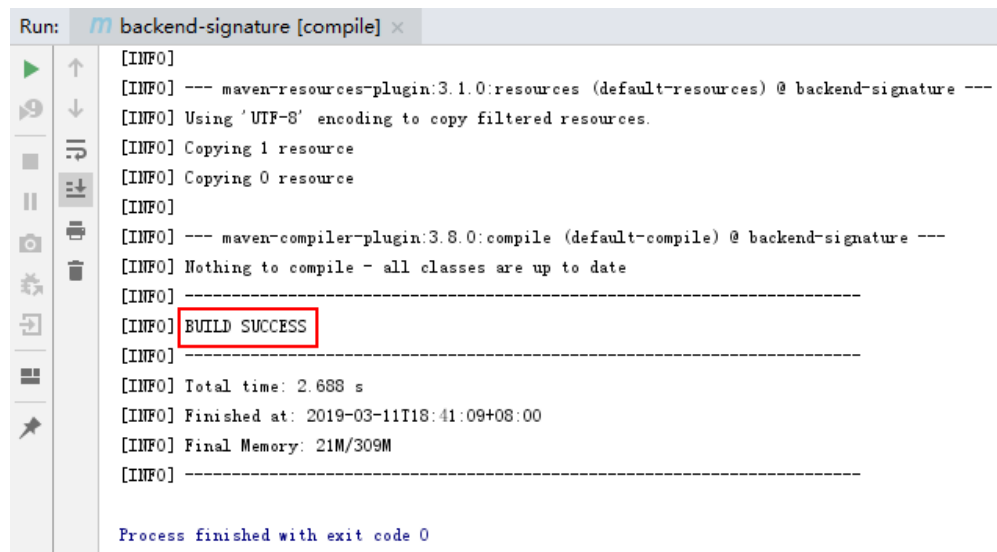 Run: m backend-signature [compile] ×
[INFO]
[INFO] --- maven-resources-plugin:3.1.0:resources (default-resources) @ backend-signature ---
[INFO] Using 'UTF-8' encoding to copy filtered resources.
[INFO] Copying 1 resource
[INFO] Copying 0 resource
[INFO]
[INFO] --- maven-compiler-plugin:3.8.0:compile (default-compile) @ backend-signature ---
[INFO] Nothing to compile - all classes are up to date
[INFO] ------------------------------------------------------------------------
[INFO] BUILD SUCCESS
[INFO] ------------------------------------------------------------------------
[INFO] Total time: 2.688 s
[INFO] Finished at: 2019-03-11T18:41:09+08:00
[INFO] Final Memory: 21M/309M
[INFO] ------------------------------------------------------------------------
Process finished with exit code 0